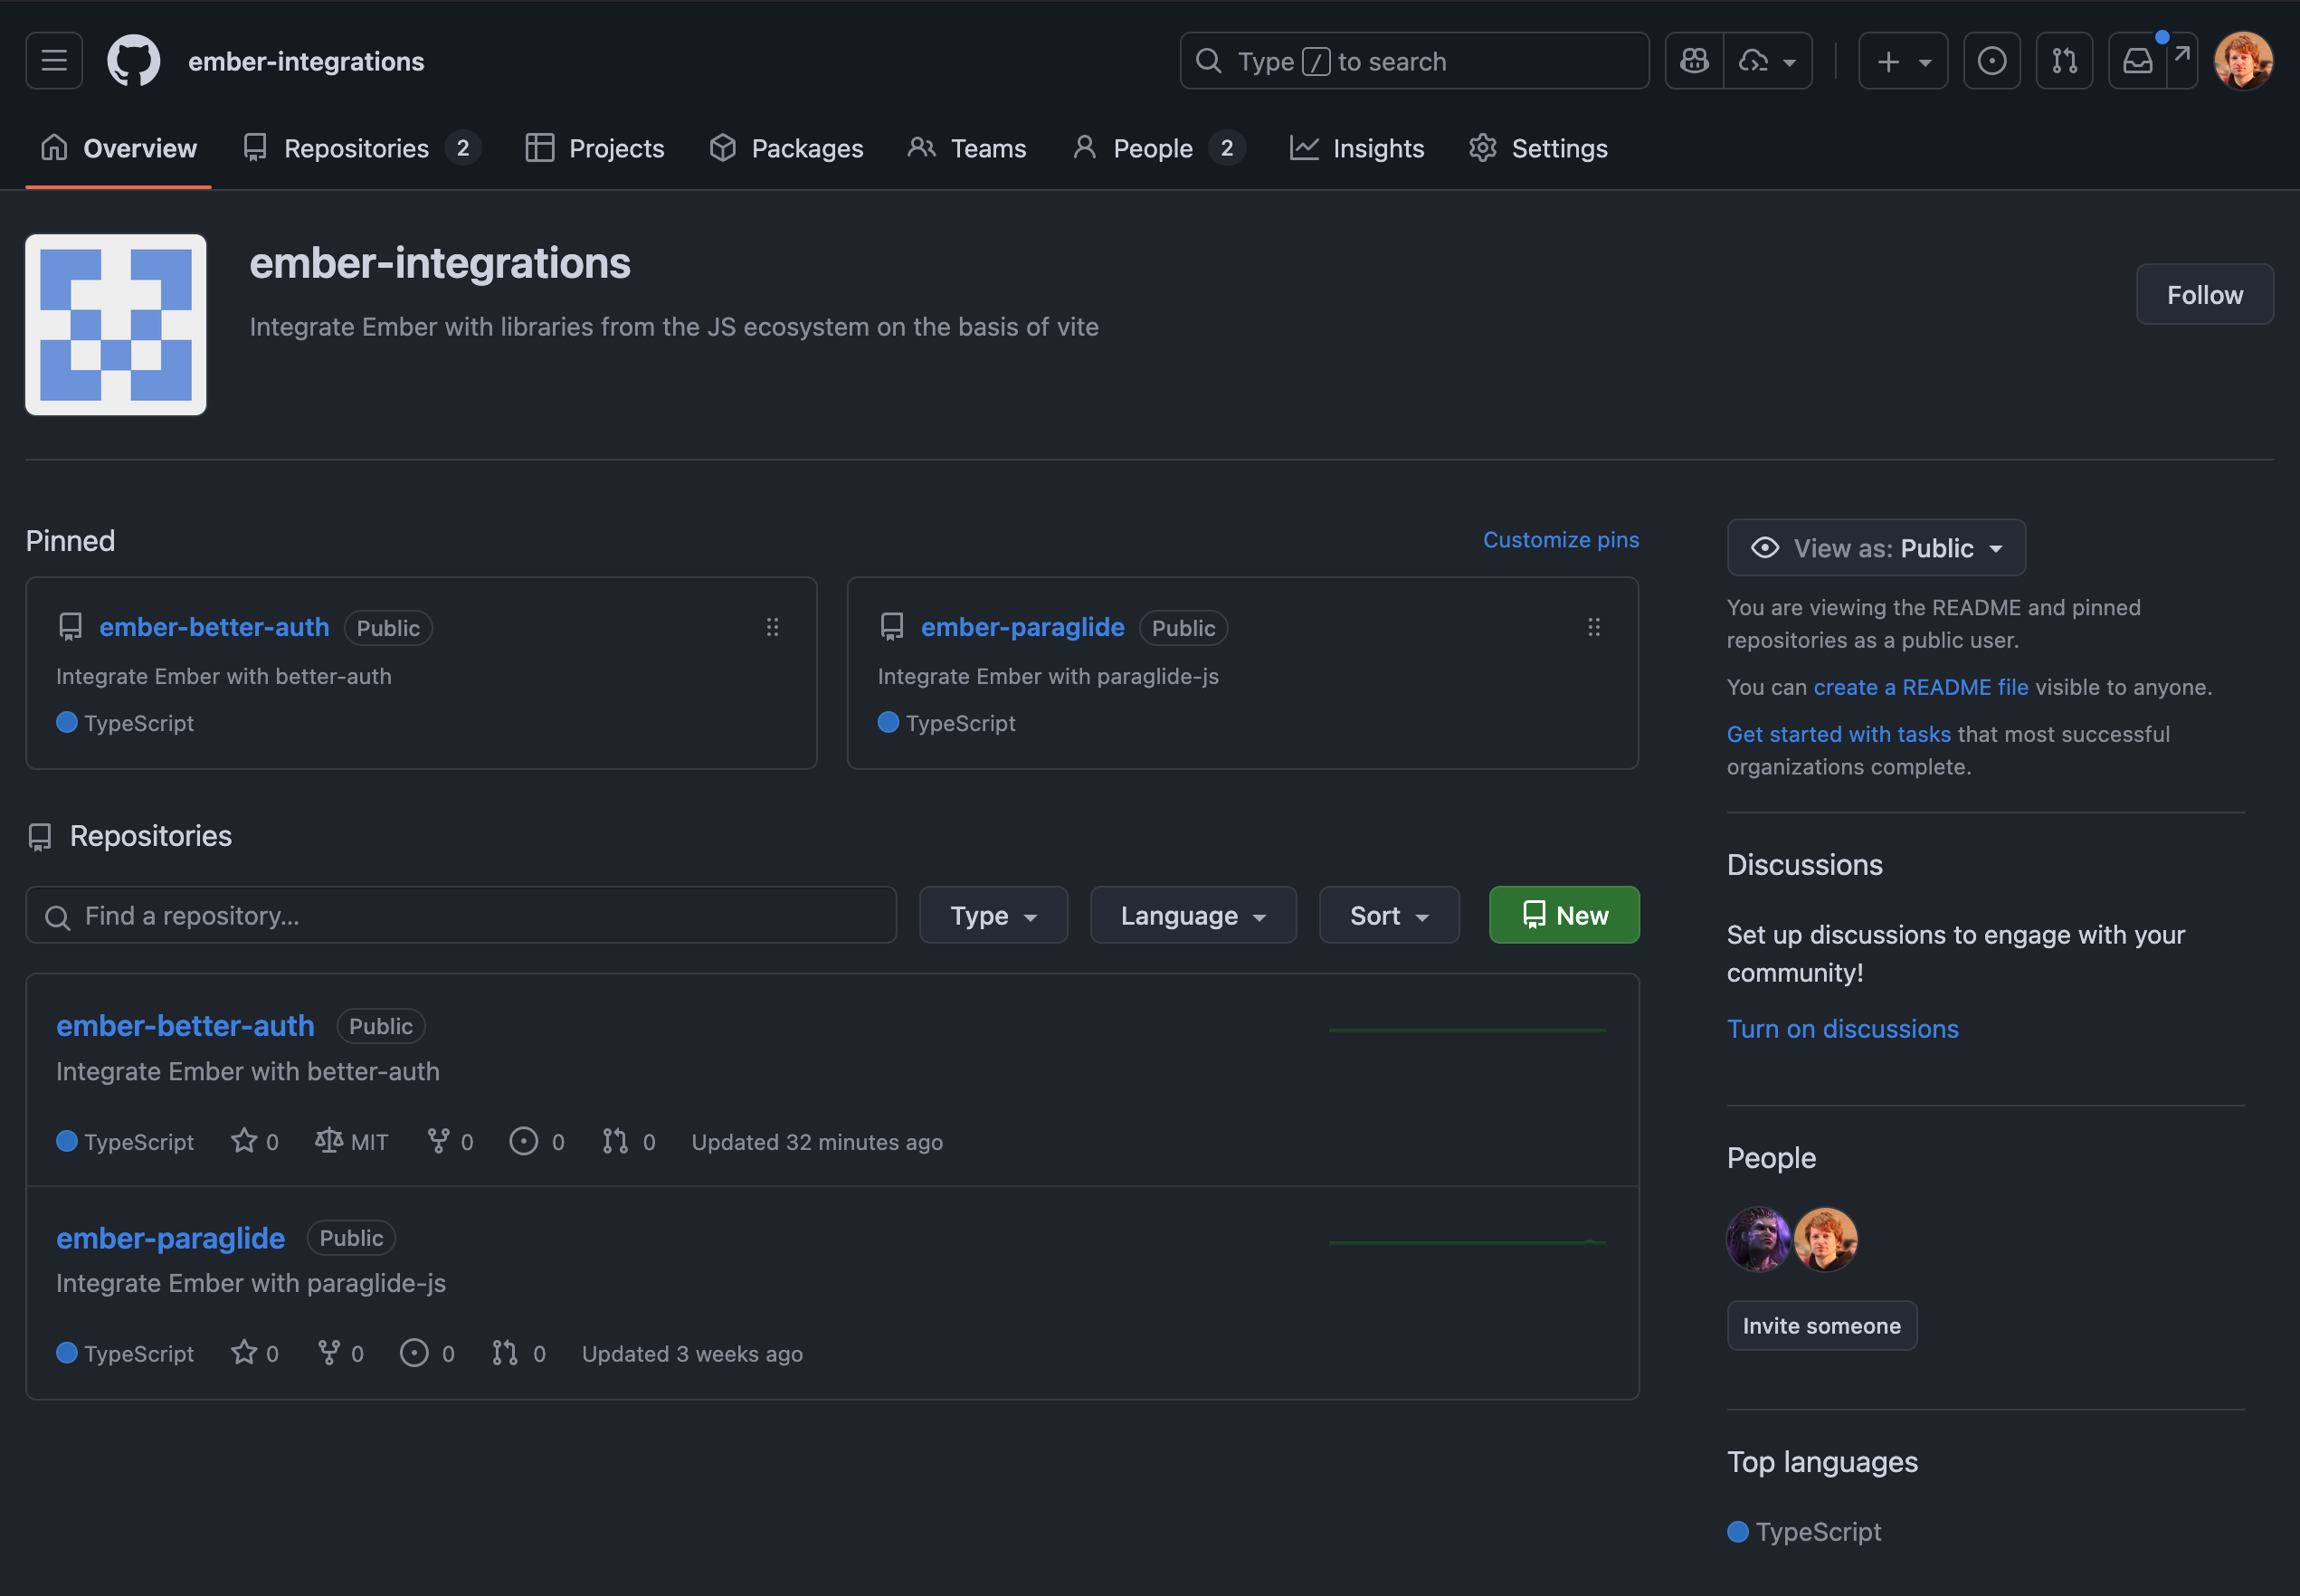 ember-integrations
Type / to search
Overview
Repositories 2
Projects
Packages
Teams
People 2
Insights
Settings
ember-integrations
Integrate Ember with libraries from the JS ecosystem on the basis of vite
Follow
Pinned
Customize pins
ember-better-auth Public
Integrate Ember with better-auth
TypeScript
ember-paraglide Public
Integrate Ember with paraglide-js
TypeScript
Repositories
Find a repository...
Type
Language
Sort
New
ember-better-auth Public
Integrate Ember with better-auth
TypeScript 0 MIT 0 0 0 Updated 32 minutes ago
ember-paraglide Public
Integrate Ember with paraglide-js
TypeScript 0 0 0 0 Updated 3 weeks ago
View as: Public
You are viewing the README and pinned
repositories as a public user.
You can create a README file visible to anyone.
Get started with tasks that most successful
organizations complete.
Discussions
Set up discussions to engage with your
community!
Turn on discussions
People
Invite someone
Top languages
TypeScript